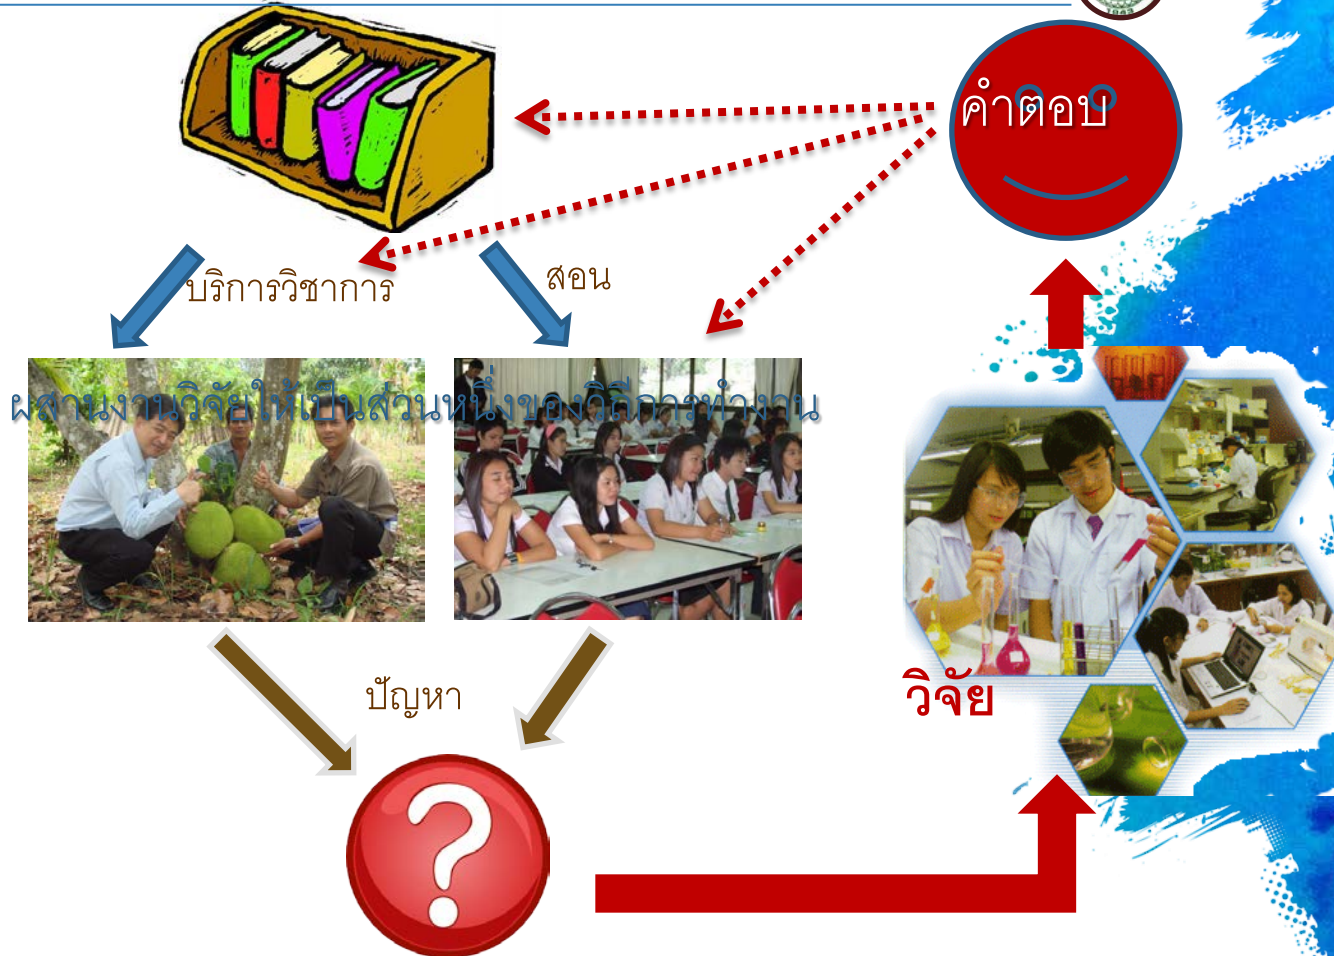 คำตอบ
บริการวิชาการ
สอน
ผสานงานวิจัยให้เป็นส่วนหนึ่งของวิถีการทำงาน
วิจัย
ปัญหา
?